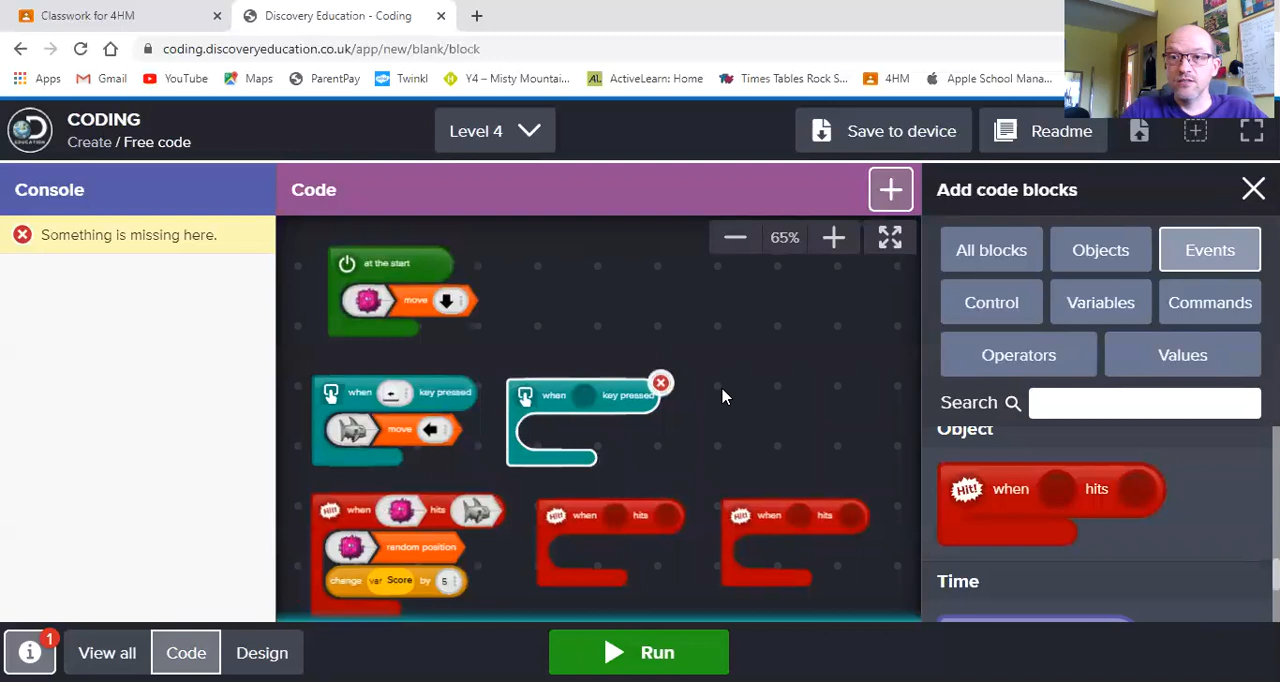 Classwork for 4HM
Discovery Education - Coding
coding.discoveryeducation.co.uk/app/new/blank/block
Apps Gmail YouTube Maps ParentPay Twinkl Y4 – Misty Mountai... ActiveLearn: Home Times Tables Rock S... 4HM Apple School Mana...
CODING
Create / Free code
Level 4
Save to device
Readme
Console
Code
Add code blocks
Something is missing here.
65%
All blocks Objects Events
Control Variables Commands
Operators Values
Search
at the start
move
when key pressed
move
when key pressed
Hit! when hits
random position
change var Score by 5
Hit! when hits
Hit! when hits
Object
Hit! when hits
Time
1
View all Code Design
Run